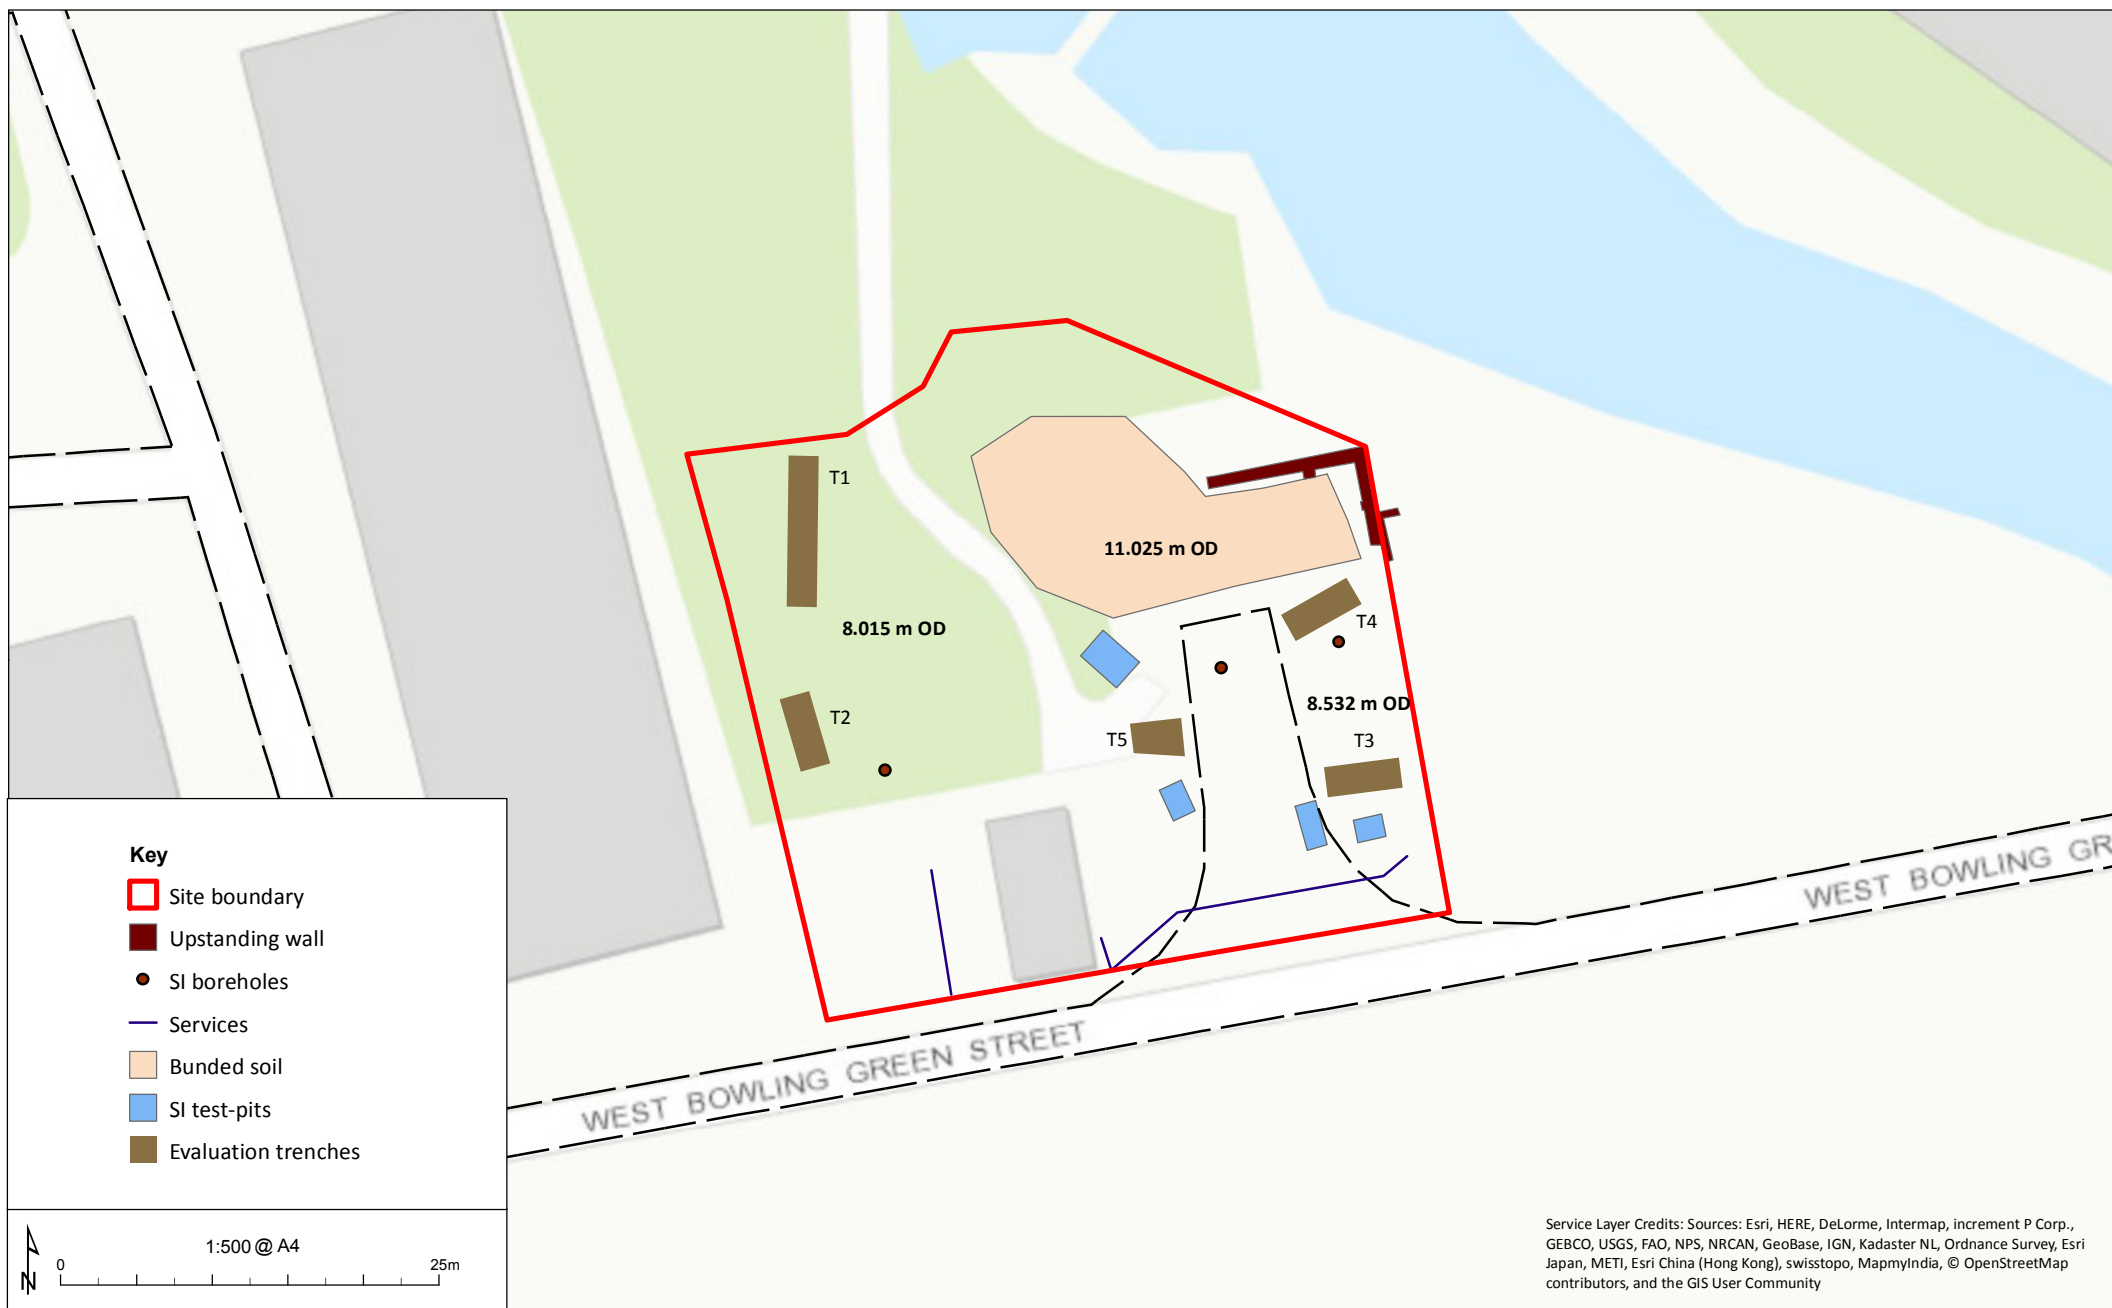 T1
11.025 m OD
8.015 m OD
T4
8.532 m OD
T2
T5
T3
WEST BOWLING GR
WEST BOWLING GREEN STREET
Key
Site boundary
Upstanding wall
SI boreholes
Services
Bunded soil
SI test-pits
Evaluation trenches
N
1:500 @ A4
0
25m
Service Layer Credits: Sources: Esri, HERE, DeLorme, Intermap, increment P Corp.,
GEBCO, USGS, FAO, NPS, NRCAN, GeoBase, IGN, Kadaster NL, Ordnance Survey, Esri
Japan, METI, Esri China (Hong Kong), swisstopo, MapmyIndia, © OpenStreetMap
contributors, and the GIS User Community